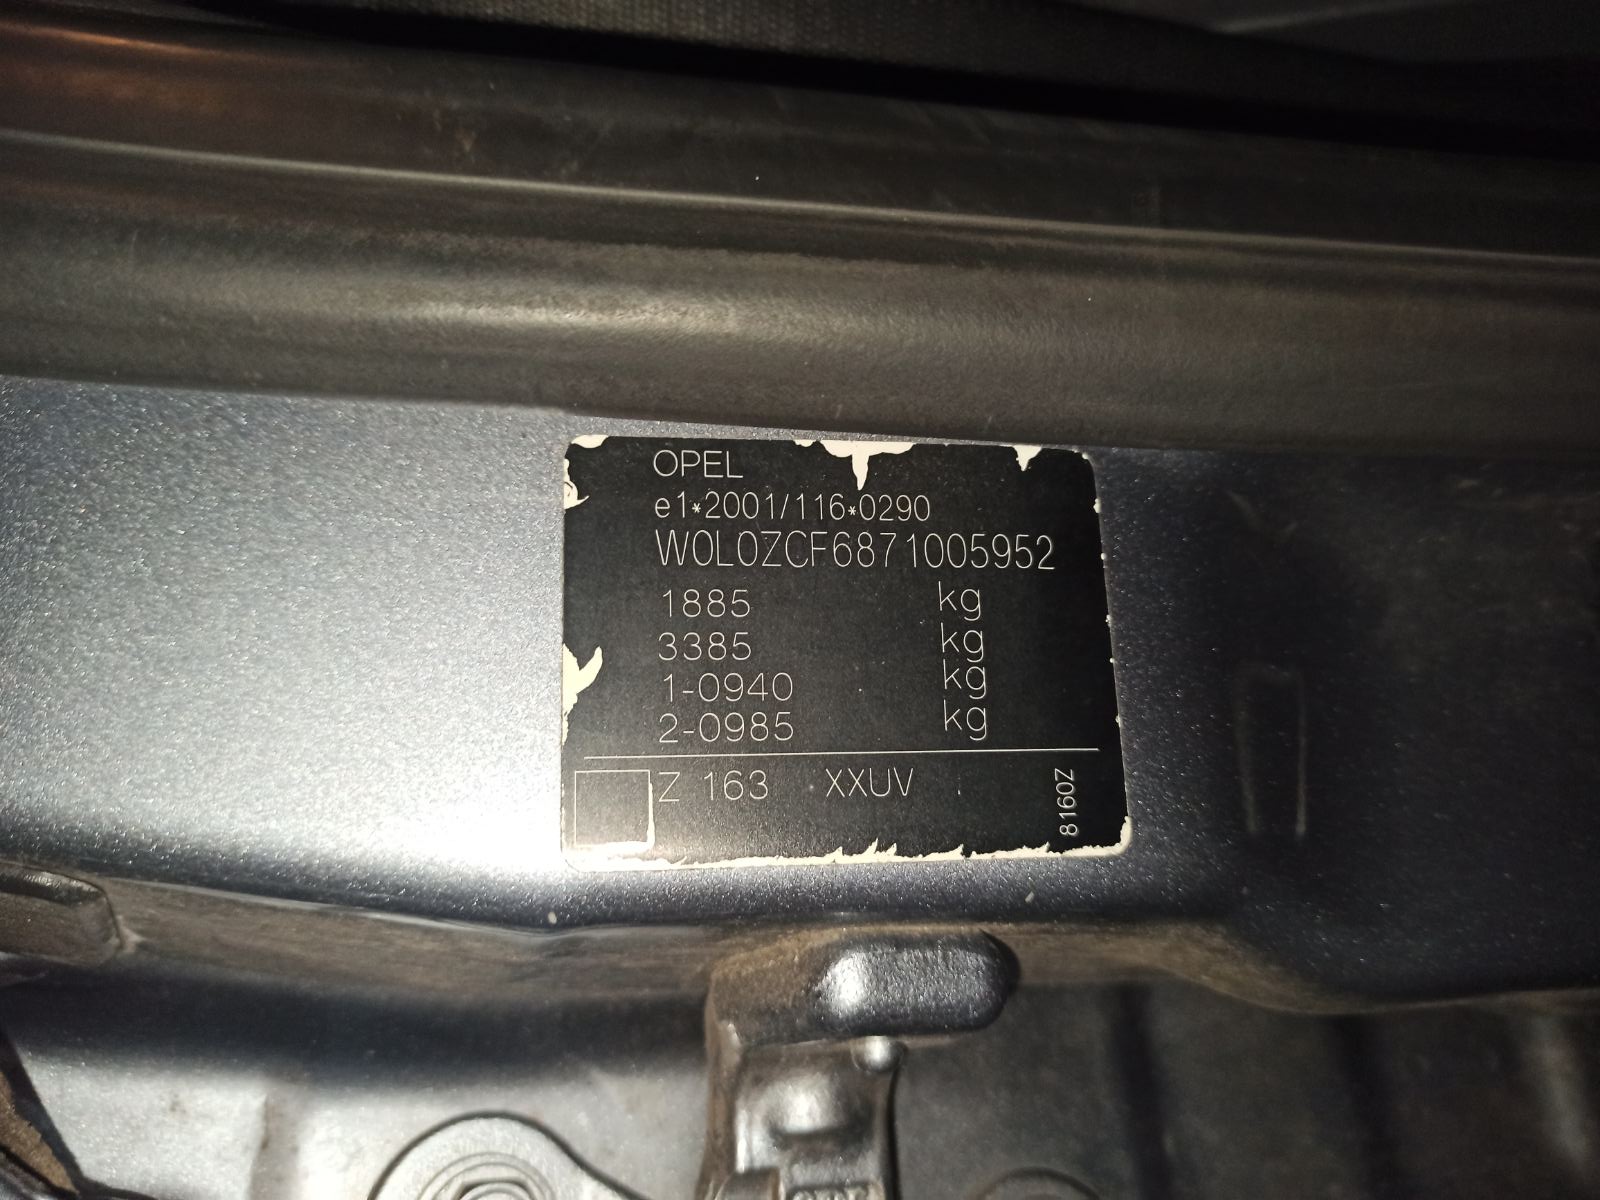 OPEL
e1*2001/116*0290
W0L0ZCF6871005952
1885 kg
3385 kg
1-0940 kg
2-0985 kg
Z 163 XXUV
8160Z